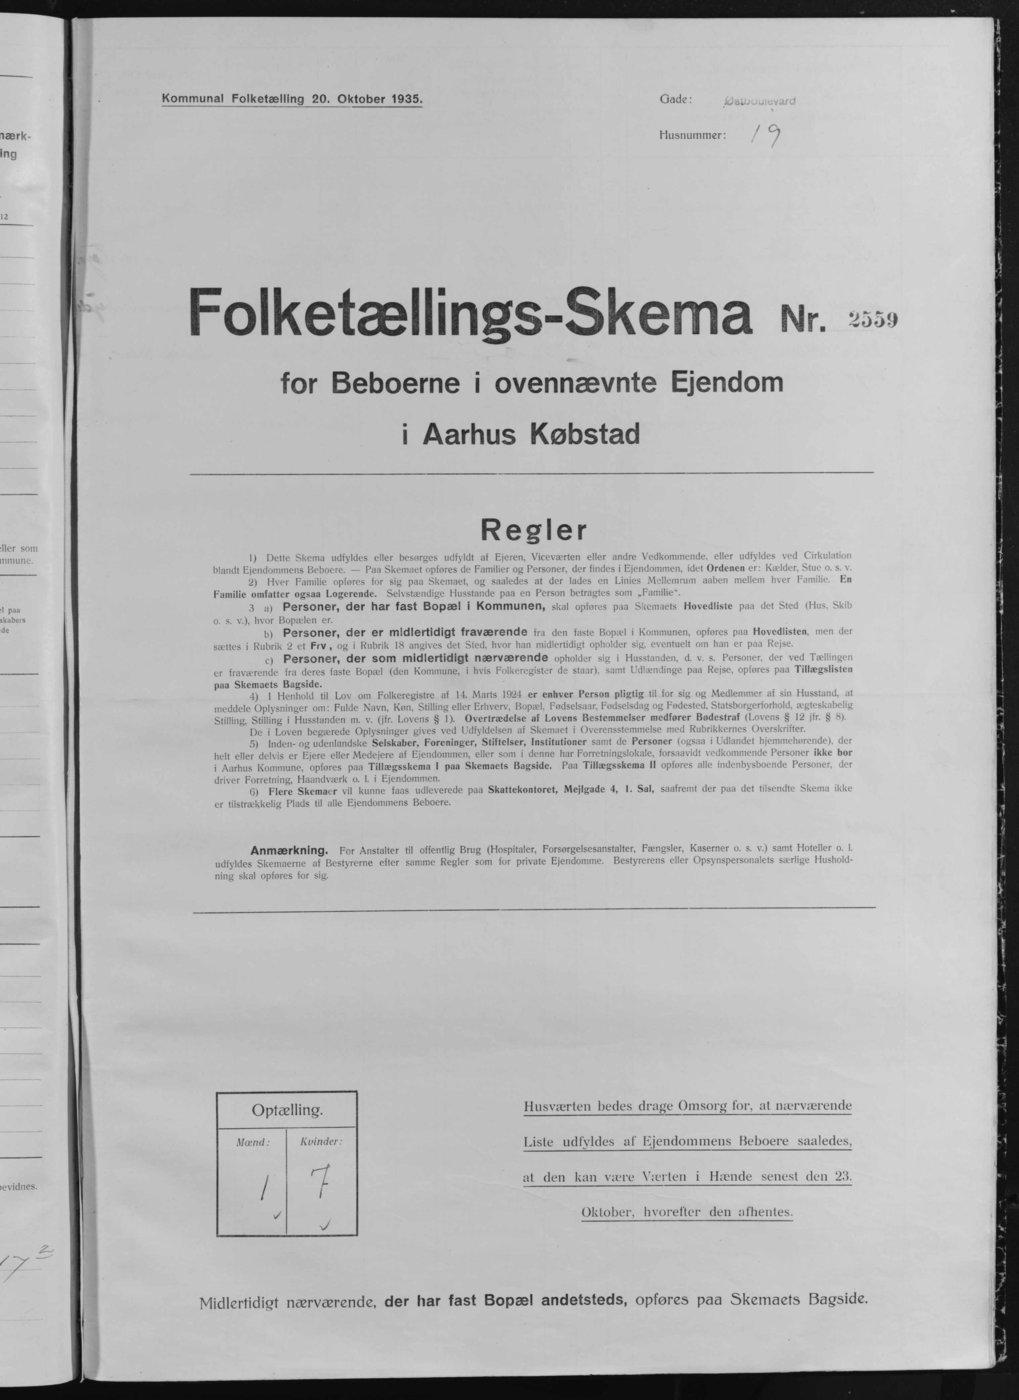 Kommunal Folketælling 20. Oktober 1935.
Gade: Østboulevard
Husnummer: 19
Folketællings-Skema Nr. 2559
for Beboerne i ovennævnte Ejendom
i Aarhus Købstad
Regler
1) Dette Skema udfyldes eller besørges udfyldt af Ejeren, Viceværten eller andre Vedkommende, eller udfyldes ved Cirkulation
blandt Ejendommens Beboere. — Paa Skemaet opføres de Familier og Personer, der findes i Ejendommen, idet Ordenen er: Kælder, Stue o. s. v.
2) Hver Familie opføres for sig paa Skemaet, og saaledes at der lades en Linies Mellemrum aaben mellem hver Familie. En
Familie omfatter ogsaa Logerende. Selvstændige Husstande paa en Person betragtes som „Familie".
3 a) Personer, der har fast Bopæl i Kommunen, skal opføres paa Skemaets Hovedliste paa det Sted (Hus, Skib
o. s. v.), hvor Bopælen er.
b) Personer, der er midlertidigt fraværende fra den faste Bopæl i Kommunen, opføres paa Hovedlisten, men der
sættes i Rubrik 2 et Frv, og i Rubrik 18 angives det Sted, hvor han midlertidigt opholder sig, eventuelt om han er paa Rejse.
c) Personer, der som midlertidigt nærværende opholder sig i Husstanden, d. v. s. Personer, der ved Tællingen
er fraværende fra deres faste Bopæl (den Kommune, i hvis Folkeregister de staar), samt Udlændinge paa Rejse, opføres paa Tillægslisten
paa Skemaets Bagside.
4) I Henhold til Lov om Folkeregistre af 14. Marts 1924 er enhver Person pligtig til for sig og Medlemmer af sin Husstand, at
meddele Oplysninger om: Fulde Navn, Køn, Stilling eller Erhverv, Bopæl, Fødselsaar, Fødselsdag og Fødested, Statsborgerforhold, ægteskabelig
Stilling, Stilling i Husstanden m. v. (jfr. Lovens § 1). Overtrædelse af Lovens Bestemmelser medfører Bødestraf (Lovens § 12 jfr. § 8).
De i Loven begærede Oplysninger gives ved Udfyldelsen af Skemaet i Overensstemmelse med Rubrikkernes Overskrifter.
5) Inden- og udenlandske Selskaber, Foreninger, Stiftelser, Institutioner samt de Personer (ogsaa i Udlandet hjemmehørende), der
helt eller delvis er Ejere eller Medejere af Ejendommen, eller som i denne har Forretningslokale, forsaavidt vedkommende Personer ikke bor
i Aarhus Kommune, opføres paa Tillægsskema I paa Skemaets Bagside. Paa Tillægsskema II opføres alle indenbysboende Personer, der
driver Forretning, Haandværk o. l. i Ejendommen.
6) Flere Skemaer vil kunne faas udleverede paa Skattekontoret, Mejlgade 4, 1. Sal, saafremt der paa det tilsendte Skema ikke
er tilstrækkelig Plads til alle Ejendommens Beboere.
Anmærkning. For Anstalter til offentlig Brug (Hospitaler, Forsørgelsesanstalter, Fængsler, Kaserner o. s. v.) samt Hoteller o. l.
udfyldes Skemaerne af Bestyrerne efter samme Regler som for private Ejendomme. Bestyrerens eller Opsynspersonalets særlige Hushold-
ning skal opføres for sig.
Optælling.
Mænd: Kvinder:
1 7
Husværten bedes drage Omsorg for, at nærværende
Liste udfyldes af Ejendommens Beboere saaledes,
at den kan være Værten i Hænde senest den 23.
Oktober, hvorefter den afhentes.
Midlertidigt nærværende, der har fast Bopæl andetsteds, opføres paa Skemaets Bagside.